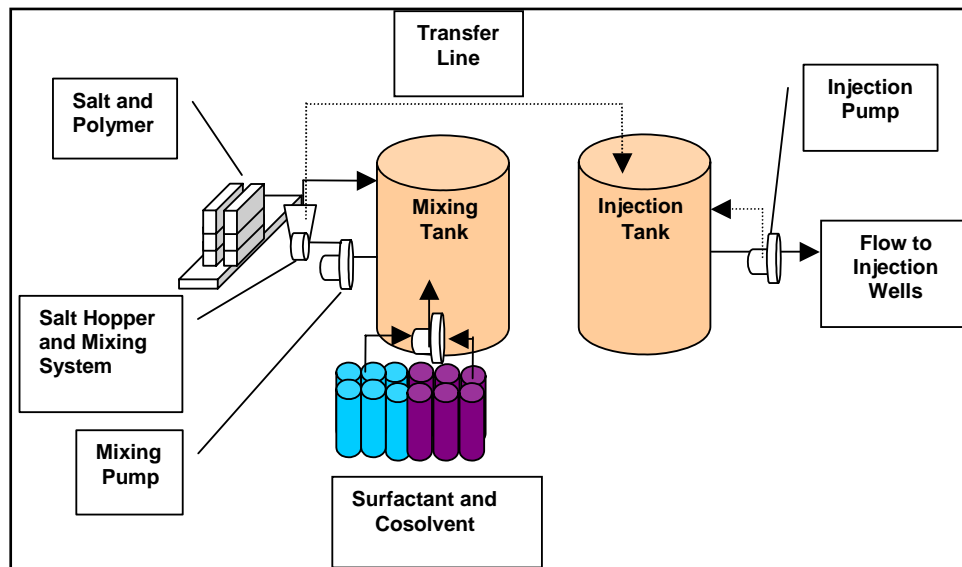 Transfer
Line
Salt and
Polymer
Injection
Pump
Mixing
Tank
Injection
Tank
Flow to
Injection
Wells
Salt Hopper
and Mixing
System
Mixing
Pump
Surfactant and
Cosolvent